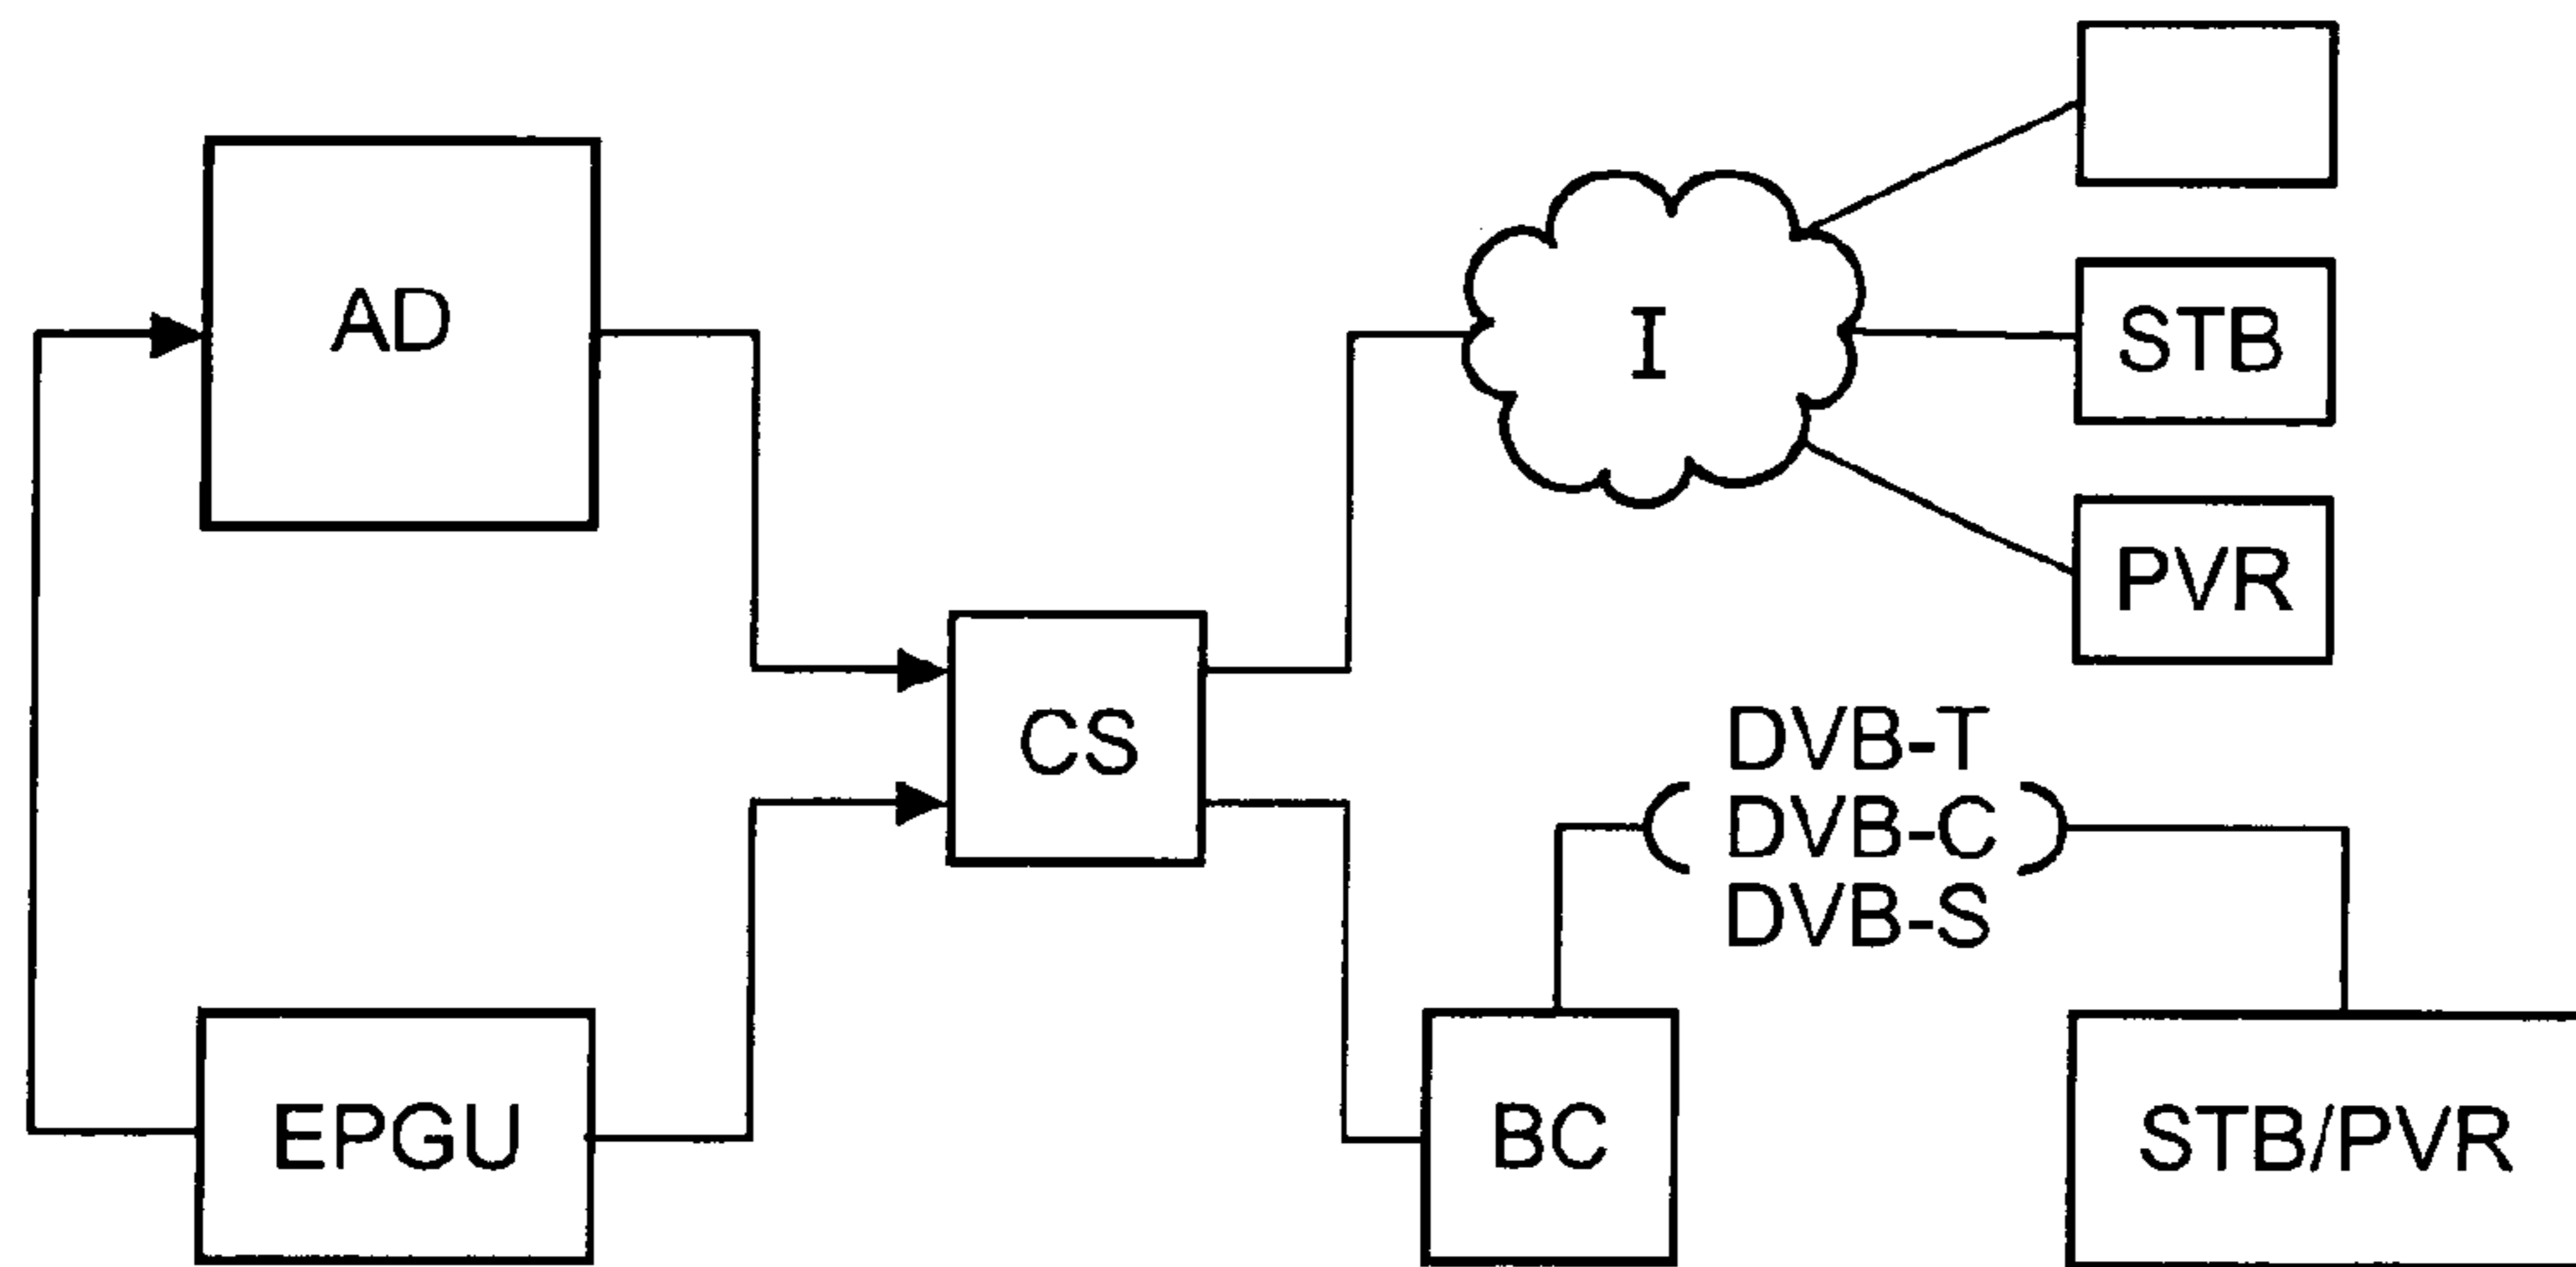 AD
I
STB
PVR
CS
DVB-T
DVB-C
DVB-S
EPGU
BC
STB/PVR